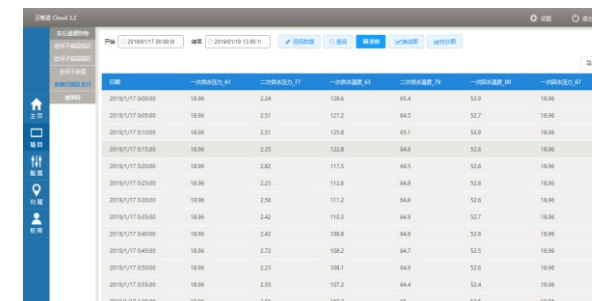 云智造 Cloud 3.2
设置
开始 2019/01/17 00:00:00 结束 2019/01/19 13:05:1 选择数据 查询 表格 曲线图 柱状图
主页
项目
配置
位置
权限
日期 一次供水压力_61 二次供水压力_77 一次供水温度_63 二次供水温度_79 一次回水温度_69 一次回水压力_67
2019/1/17 0:00:00 18.96 2.24 128.6 65.4 52.9 18.96
2019/1/17 0:05:00 18.96 2.51 127.2 64.5 52.7 18.96
2019/1/17 0:10:00 18.96 2.51 125.8 65.1 52.9 18.96
2019/1/17 0:15:00 18.96 2.35 122.8 64.6 52.6 18.96
2019/1/17 0:20:00 18.96 2.82 117.5 64.5 52.6 18.96
2019/1/17 0:25:00 18.96 2.23 112.6 64.8 52.6 18.96
2019/1/17 0:30:00 18.96 2.56 111.2 64.8 52.6 18.96
2019/1/17 0:35:00 18.96 2.42 110.3 64.9 52.7 18.96
2019/1/17 0:40:00 18.96 2.42 108.8 64.6 52.6 18.96
2019/1/17 0:45:00 18.96 2.72 108.2 64.7 52.5 18.96
2019/1/17 0:50:00 18.96 2.23 108.1 64.9 52.6 18.96
2019/1/17 0:55:00 18.96 2.55 107.2 64.4 52.4 18.96